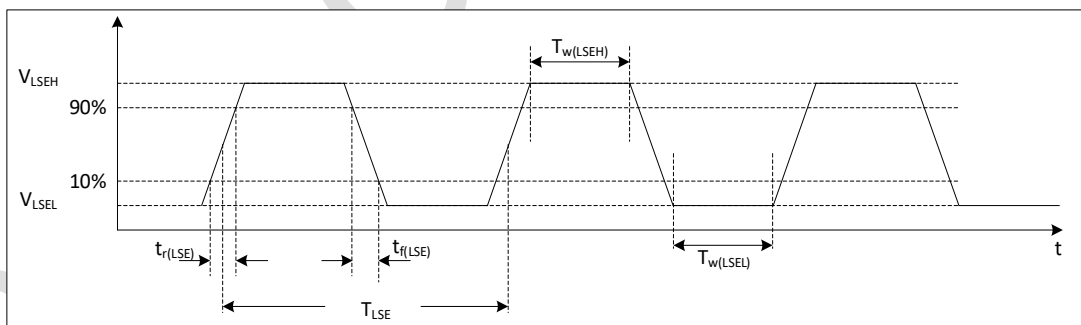 T_w(LSEH)
V_LSEH
90%
10%
V_LSEL
t_r(LSE)
t_f(LSE)
T_w(LSEL)
t
T_LSE